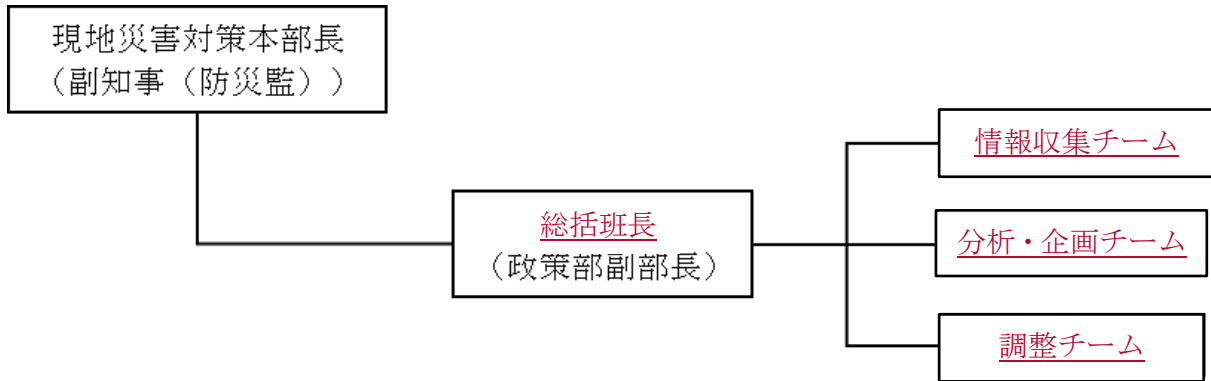 現地災害対策本部長
（副知事（防災監））
情報収集チーム
総括班長
（政策部副部長）
分析・企画チーム
調整チーム